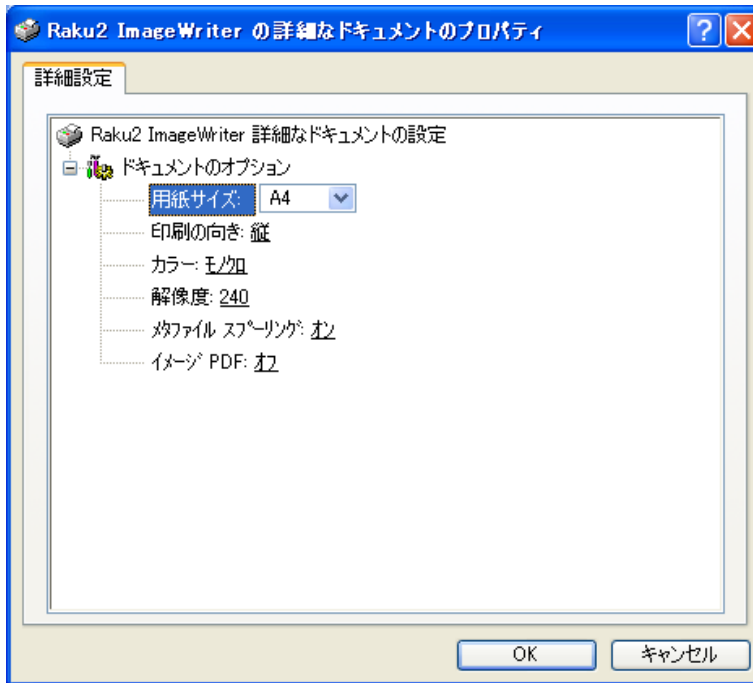 Raku2 ImageWriter の詳細なドキュメントのプロパティ
詳細設定
Raku2 ImageWriter 詳細なドキュメントの設定
ドキュメントのオプション
用紙サイズ: A4
印刷の向き: 縦
カラー: モノクロ
解像度: 240
メタファイル スプーリング: オン
イメージ PDF: オフ
OK キャンセル